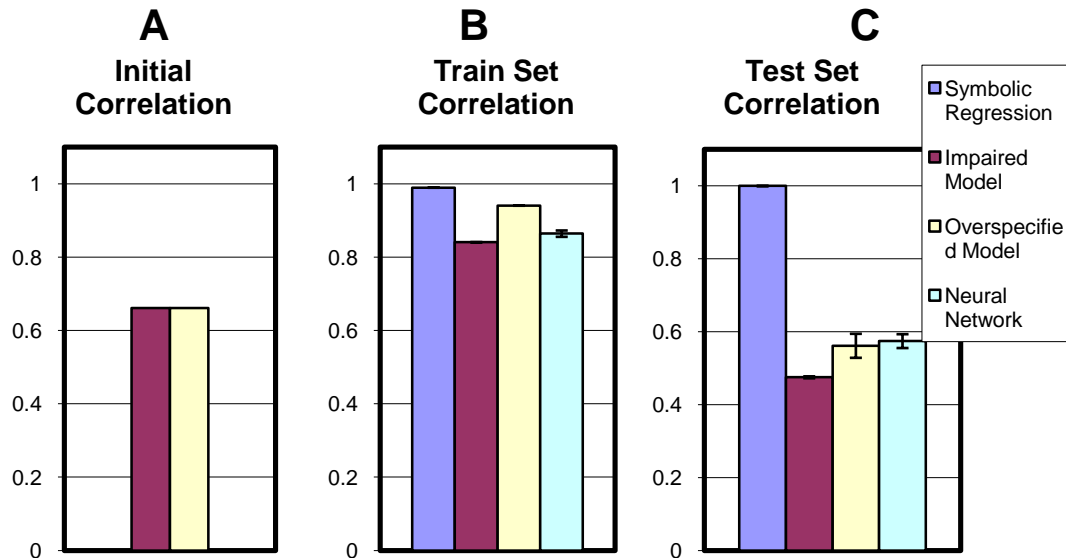 A
Initial
Correlation
1
0.8
0.6
0.4
0.2
0
B
Train Set
Correlation
1
0.8
0.6
0.4
0.2
0
C
Test Set
Correlation
1
0.8
0.6
0.4
0.2
0
Symbolic
Regression
Impaired
Model
Overspecifie
d Model
Neural
Network